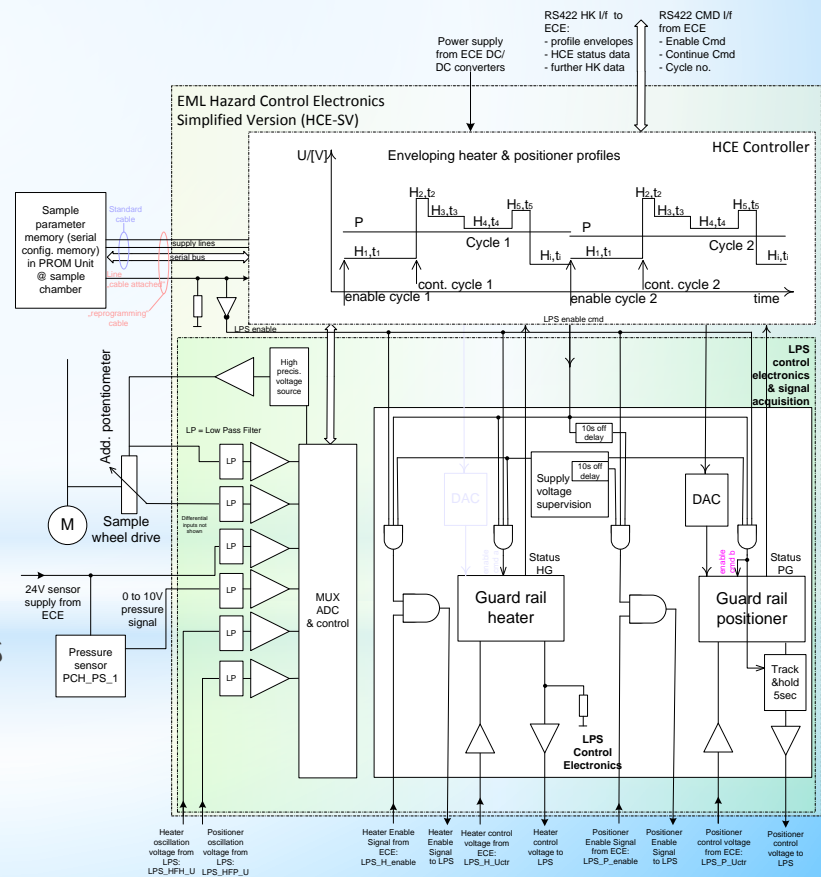 Power supply
from ECE DC/
DC converters
RS422 HK I/f to
ECE:
- profile envelopes
- HCE status data
- further HK data
RS422 CMD I/f
from ECE
- Enable Cmd
- Continue Cmd
- Cycle no.
EML Hazard Control Electronics
Simplified Version (HCE-SV)
HCE Controller
U/[V]
Enveloping heater & positioner profiles
H2,t2
H3,t3
H4,t4
H5,t5
P
Cycle 1
H1,t1
Hi,ti
enable cycle 1
cont. cycle 1
H2,t2
H3,t3
H4,t4
H5,t5
P
Cycle 2
H1,t1
Hi,ti
enable cycle 2
cont. cycle 2
time
Sample
parameter
memory (serial
config. memory)
in PROM Unit
@ sample
chamber
Standard
cable
supply lines
serial bus
Line
„cable attached"
„reprogramming
cable
LPS enable
LPS enable cmd
LPS
control
electronics
& signal
acquisition
High
precis.
voltage
source
LP = Low Pass Filter
Add. potentiometer
M
Sample
wheel drive
Differential
inputs not
shown
LP
LP
LP
LP
LP
LP
MUX
ADC
& control
24V sensor
supply from
ECE
0 to 10V
pressure
signal
Pressure
sensor
PCH_PS_1
10s off
delay
10s off
delay
Supply
voltage
supervision
DAC
DAC
enable
cmd a
Status
HG
enable
cmd b
Status
PG
Guard rail
heater
Guard rail
positioner
Track
&hold
5sec
LPS
Control
Electronics
Heater
oscillation
voltage from
LPS:
LPS_HFH_U
Positioner
oscillation
voltage from
LPS:
LPS_HFP_U
Heater Enable
Signal from
ECE:
LPS_H_enable
Heater
Enable
Signal
to LPS
Heater control
voltage from
ECE:
LPS_H_Uctr
Heater
control
voltage to
LPS
Positioner
Enable Signal
from ECE:
LPS_P_enable
Positioner
Enable
Signal
to LPS
Positioner
control voltage
from ECE:
LPS_P_Uctr
Positioner
control
voltage to
LPS